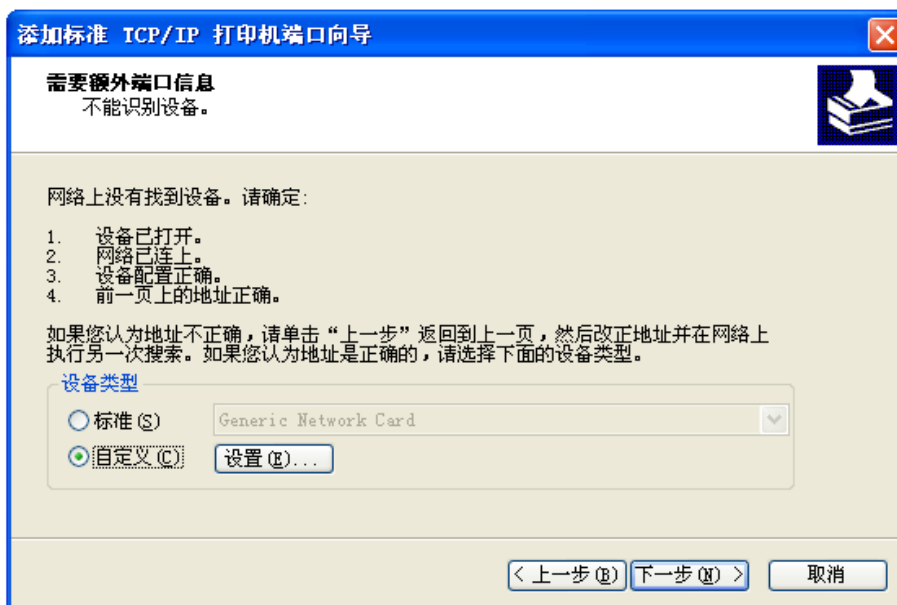 添加标准 TCP/IP 打印机端口向导
需要额外端口信息
不能识别设备。
网络上没有找到设备。请确定:
1. 设备已打开。
2. 网络已连上。
3. 设备配置正确。
4. 前一页上的地址正确。
如果您认为地址不正确，请单击“上一步”返回到上一页，然后改正地址并在网络上
执行另一次搜索。如果您认为地址是正确的，请选择下面的设备类型。
设备类型
标准(S) Generic Network Card
自定义(C) 设置(E)...
< 上一步(B) 下一步(N) > 取消